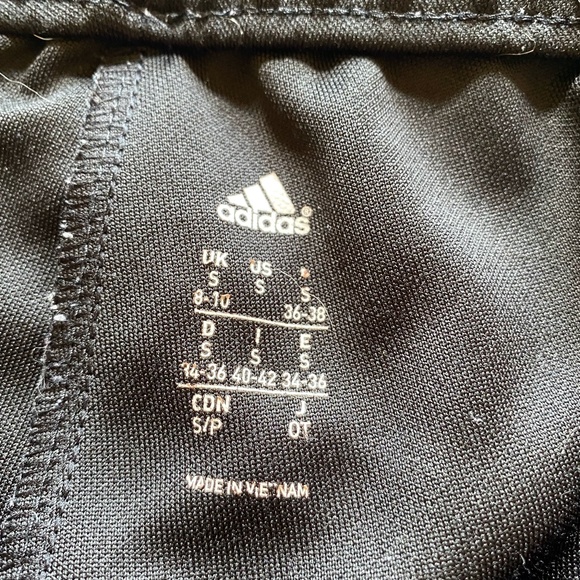 adidas®
UK US
S S S
8-10 36-38
D I E
S S S
34-36 40-42 34-36
CDN J
S/P OT
MADE IN VIETNAM